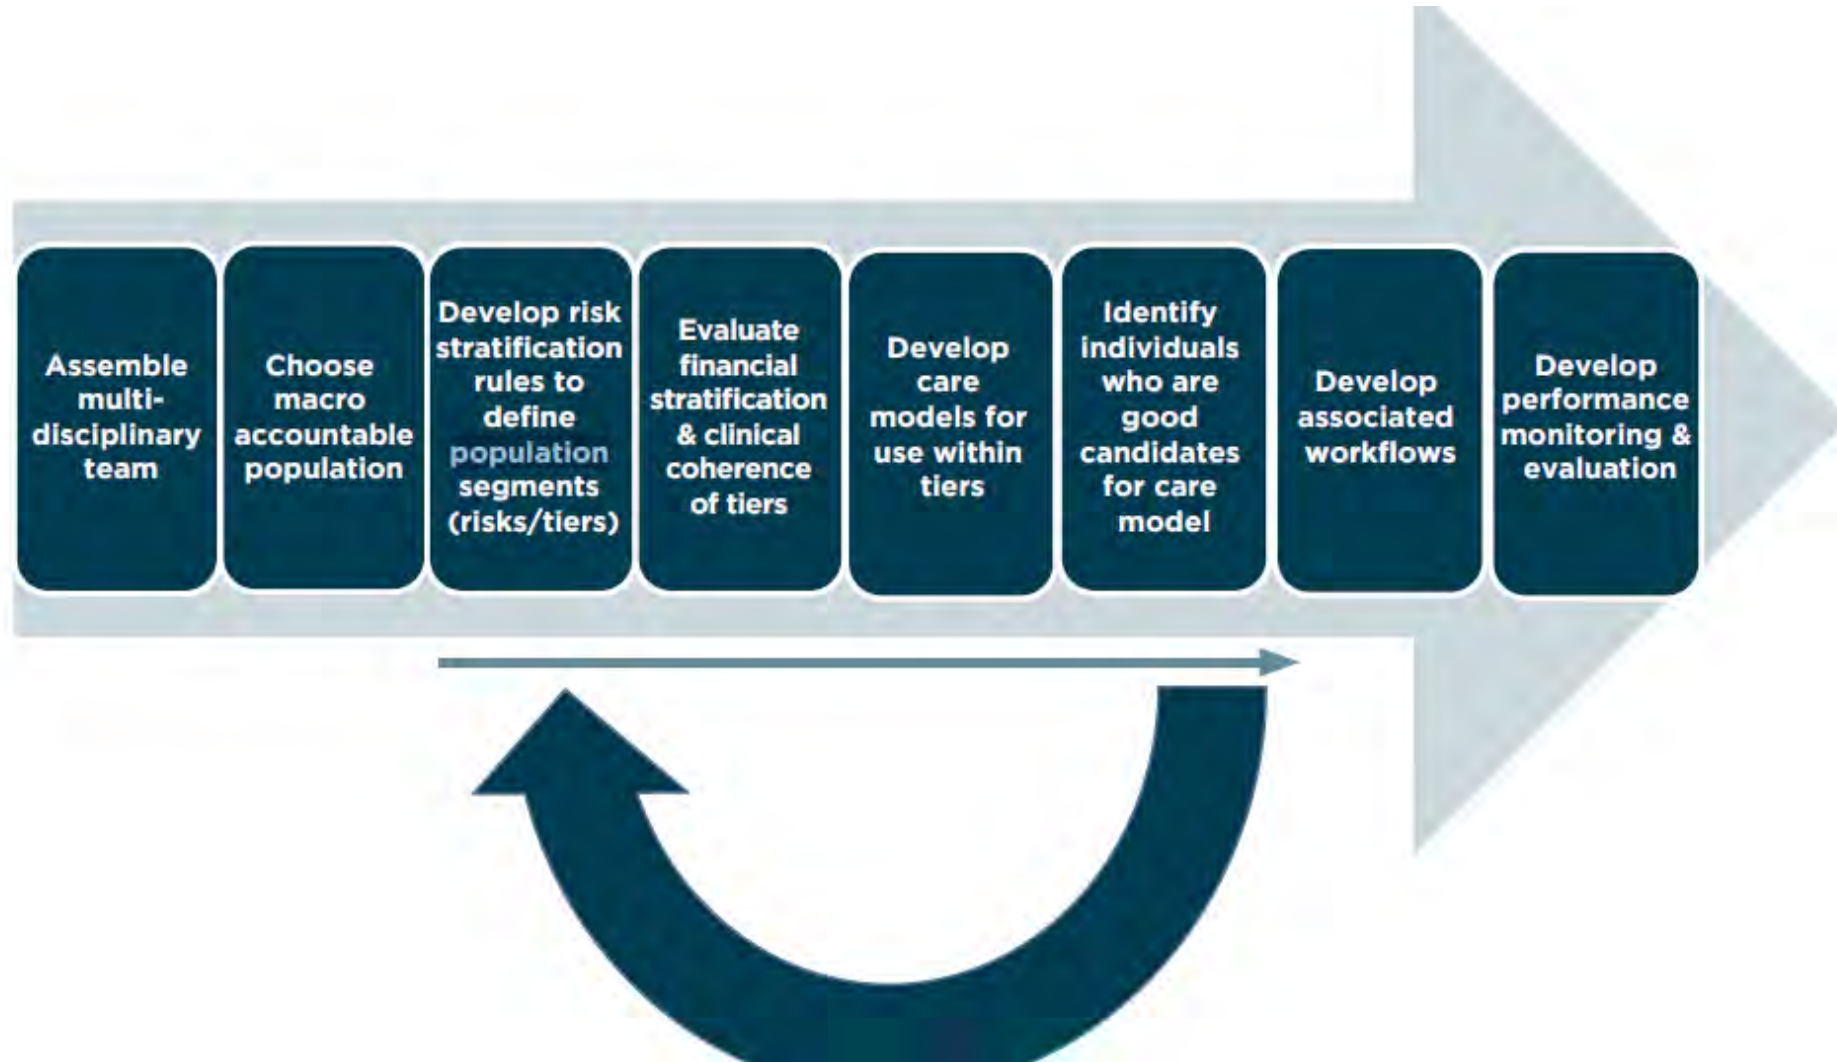 Assemble
multi-
disciplinary
team
Choose
macro
accountable
population
Develop risk
stratification
rules to
define
population
segments
(risks/tiers)
Evaluate
financial
stratification
& clinical
coherence
of tiers
Develop
care
models for
use within
tiers
Identify
individuals
who are
good
candidates
for care
model
Develop
associated
workflows
Develop
performance
monitoring &
evaluation